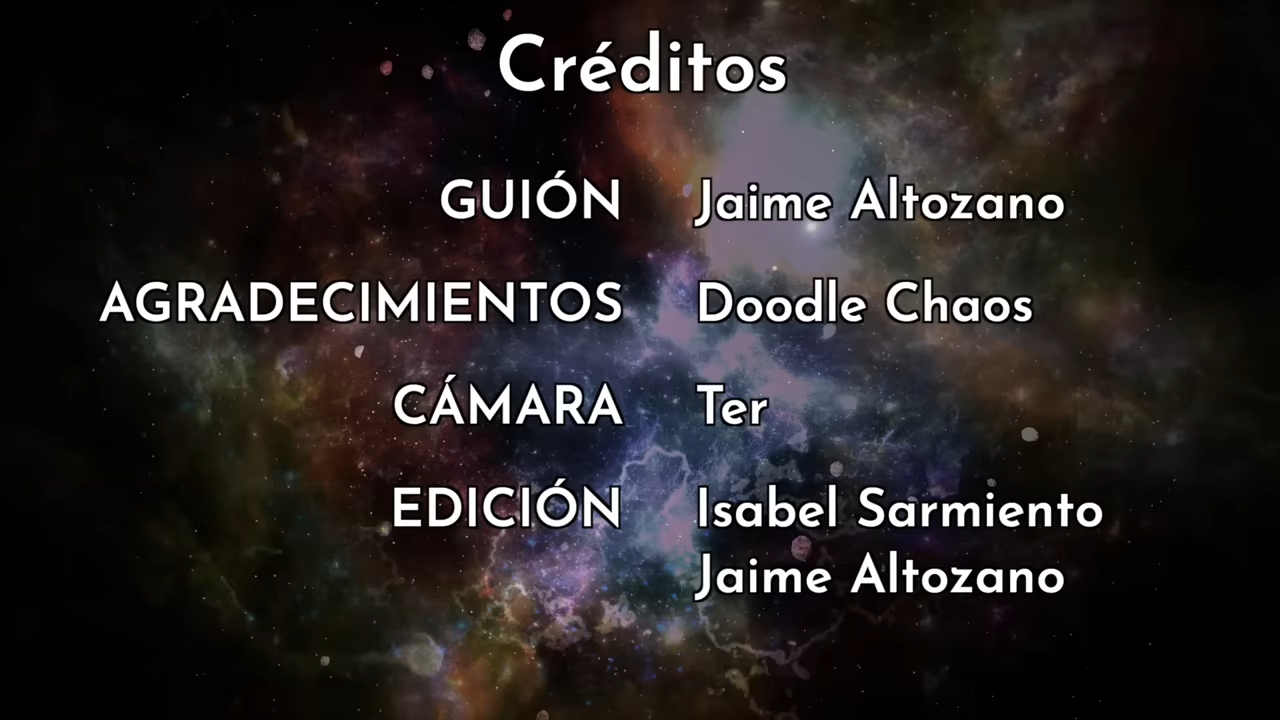 Créditos
GUIÓN Jaime Altozano
AGRADECIMIENTOS Doodle Chaos
CÁMARA Ter
EDICIÓN Isabel Sarmiento
Jaime Altozano